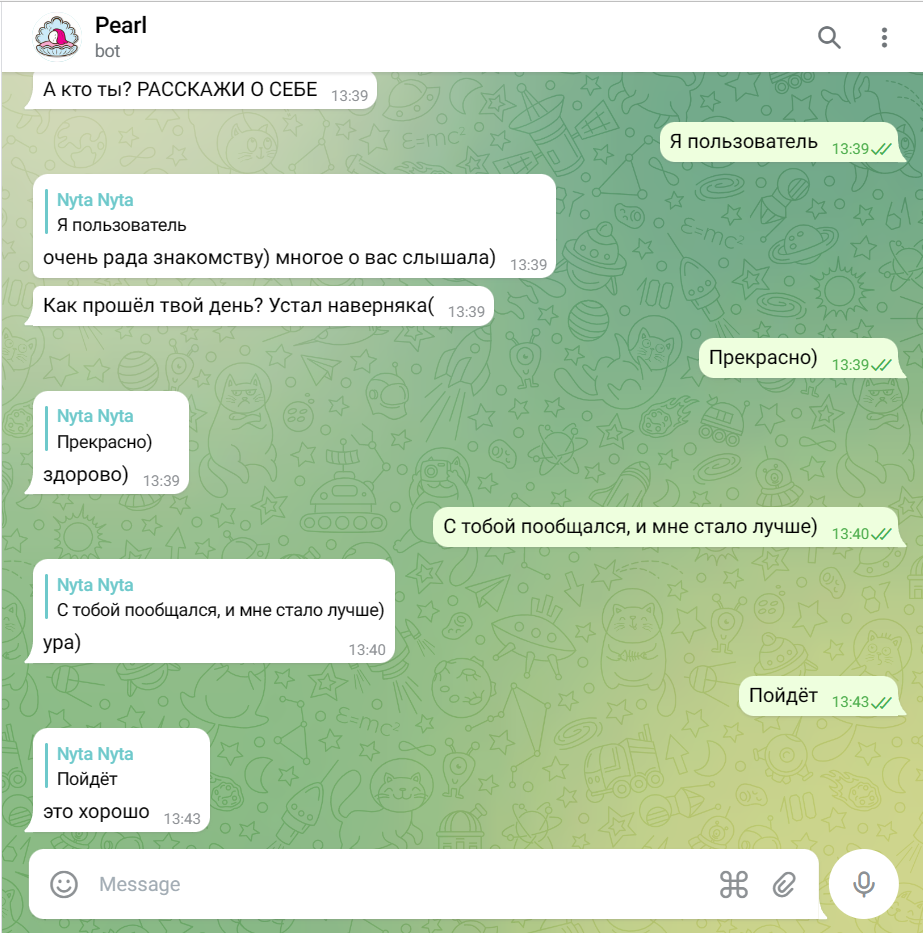 Pearl
bot
А кто ты? РАССКАЖИ О СЕБЕ 13:39
Я пользователь 13:39
Nyta Nyta
Я пользователь
очень рада знакомству) многое о вас слышала) 13:39
Как прошёл твой день? Устал наверняка( 13:39
Прекрасно) 13:39
Nyta Nyta
Прекрасно)
здорово) 13:39
С тобой пообщался, и мне стало лучше) 13:40
Nyta Nyta
С тобой пообщался, и мне стало лучше)
ура) 13:40
Пойдёт 13:43
Nyta Nyta
Пойдёт
это хорошо 13:43
Message